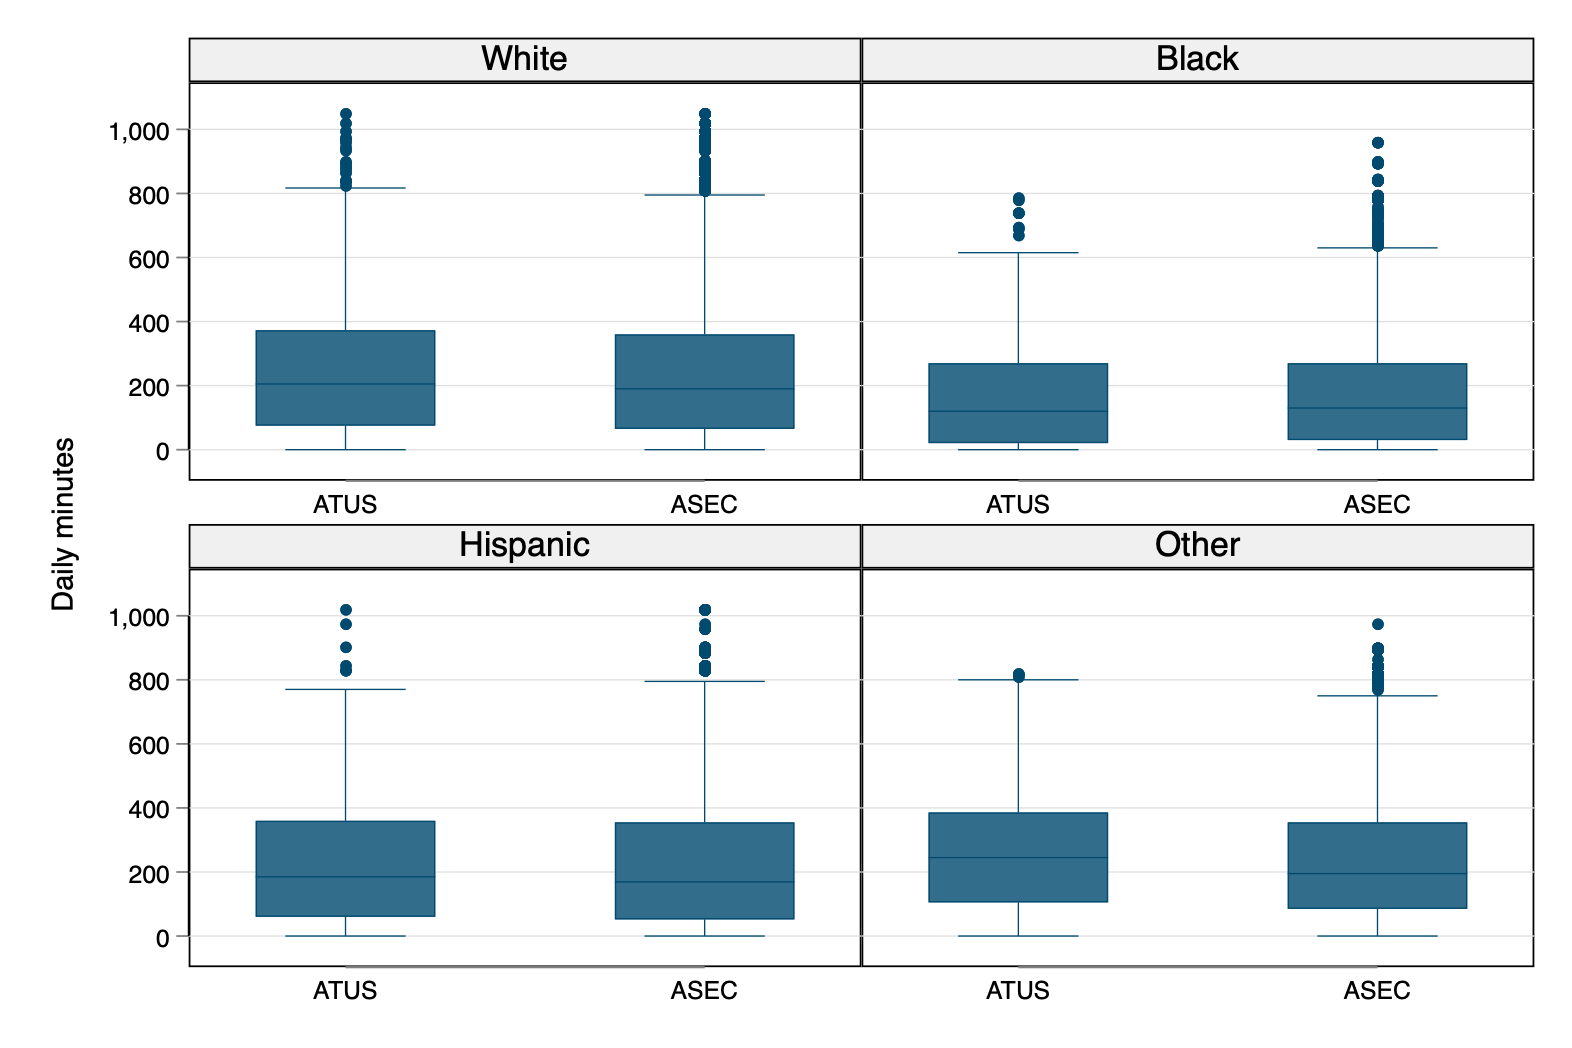 Daily minutes
White
Black
1,000
800
600
400
200
0
ATUS
ASEC
ATUS
ASEC
Hispanic
Other
1,000
800
600
400
200
0
ATUS
ASEC
ATUS
ASEC